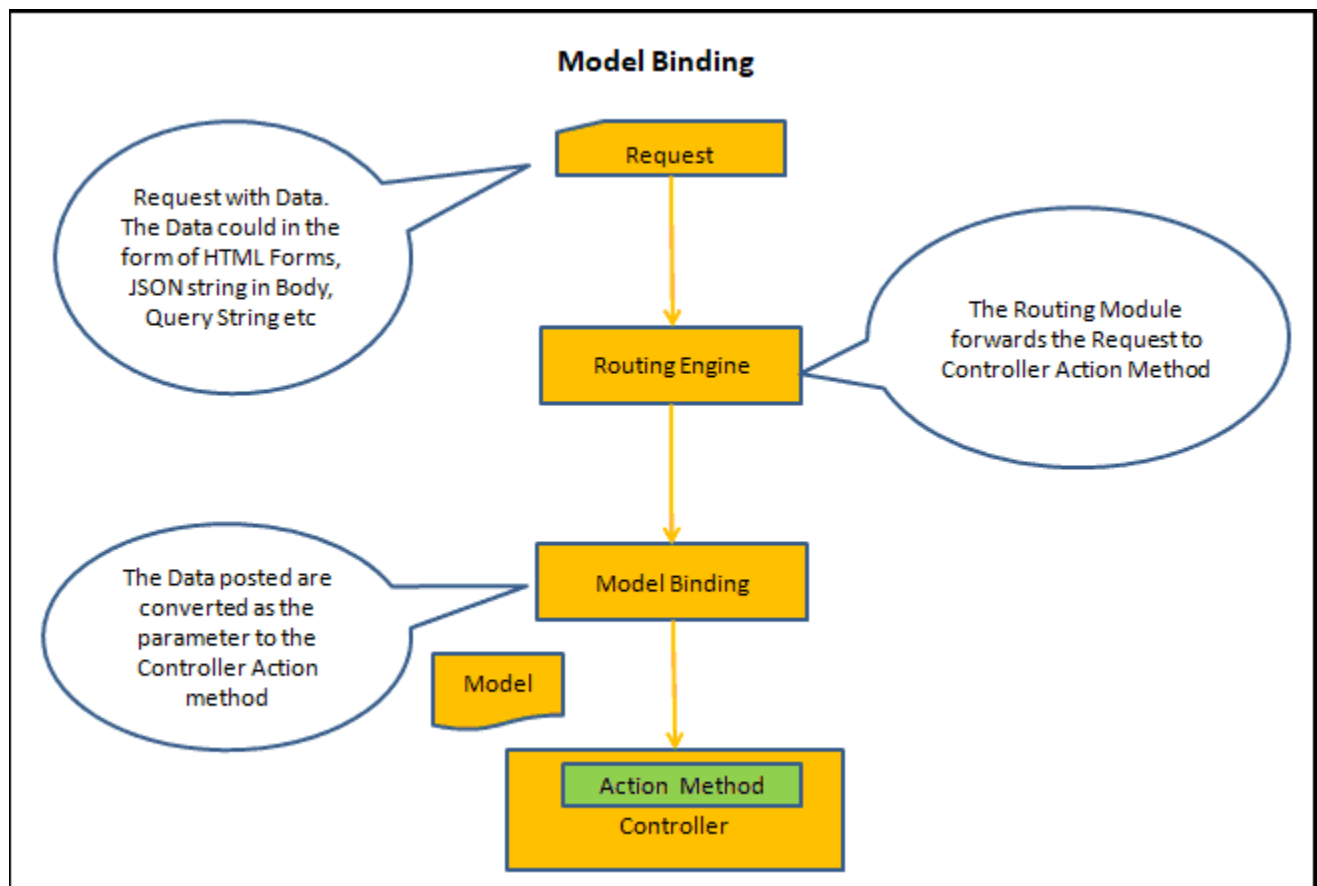 Model Binding
Request
Request with Data.
The Data could in the
form of HTML Forms,
JSON string in Body,
Query String etc
Routing Engine
The Routing Module
forwards the Request to
Controller Action Method
Model Binding
The Data posted are
converted as the
parameter to the
Controller Action
method
Model
Action Method
Controller